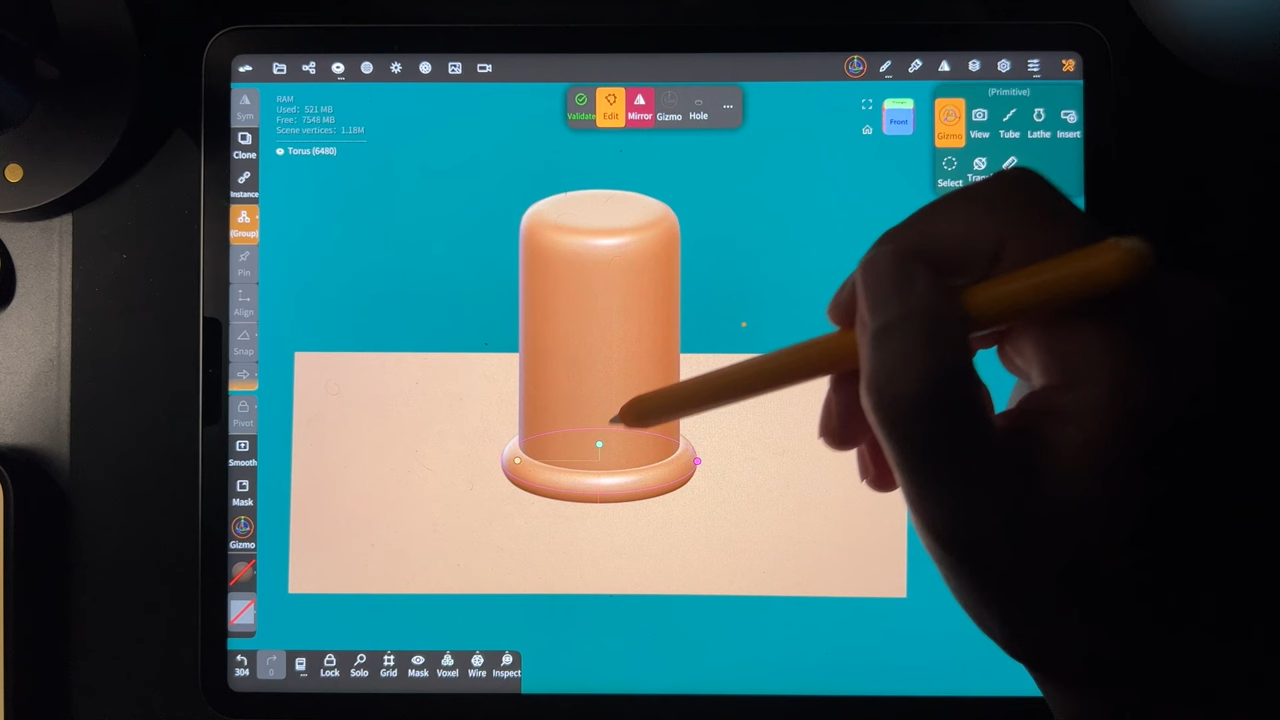 RAM
Used: 521 MB
Free: 7548 MB
Scene vertices: 1.18M
Torus (6480)
Validate
Edit
Mirror
Gizmo
Hole
Front
(Primitive)
Gizmo
View
Tube
Lathe
Insert
Select
Sym
Clone
Instance
(Group)
Pin
Align
Snap
Pivot
Smooth
Mask
Gizmo
304
0
Lock
Solo
Grid
Mask
Voxel
Wire
Inspect